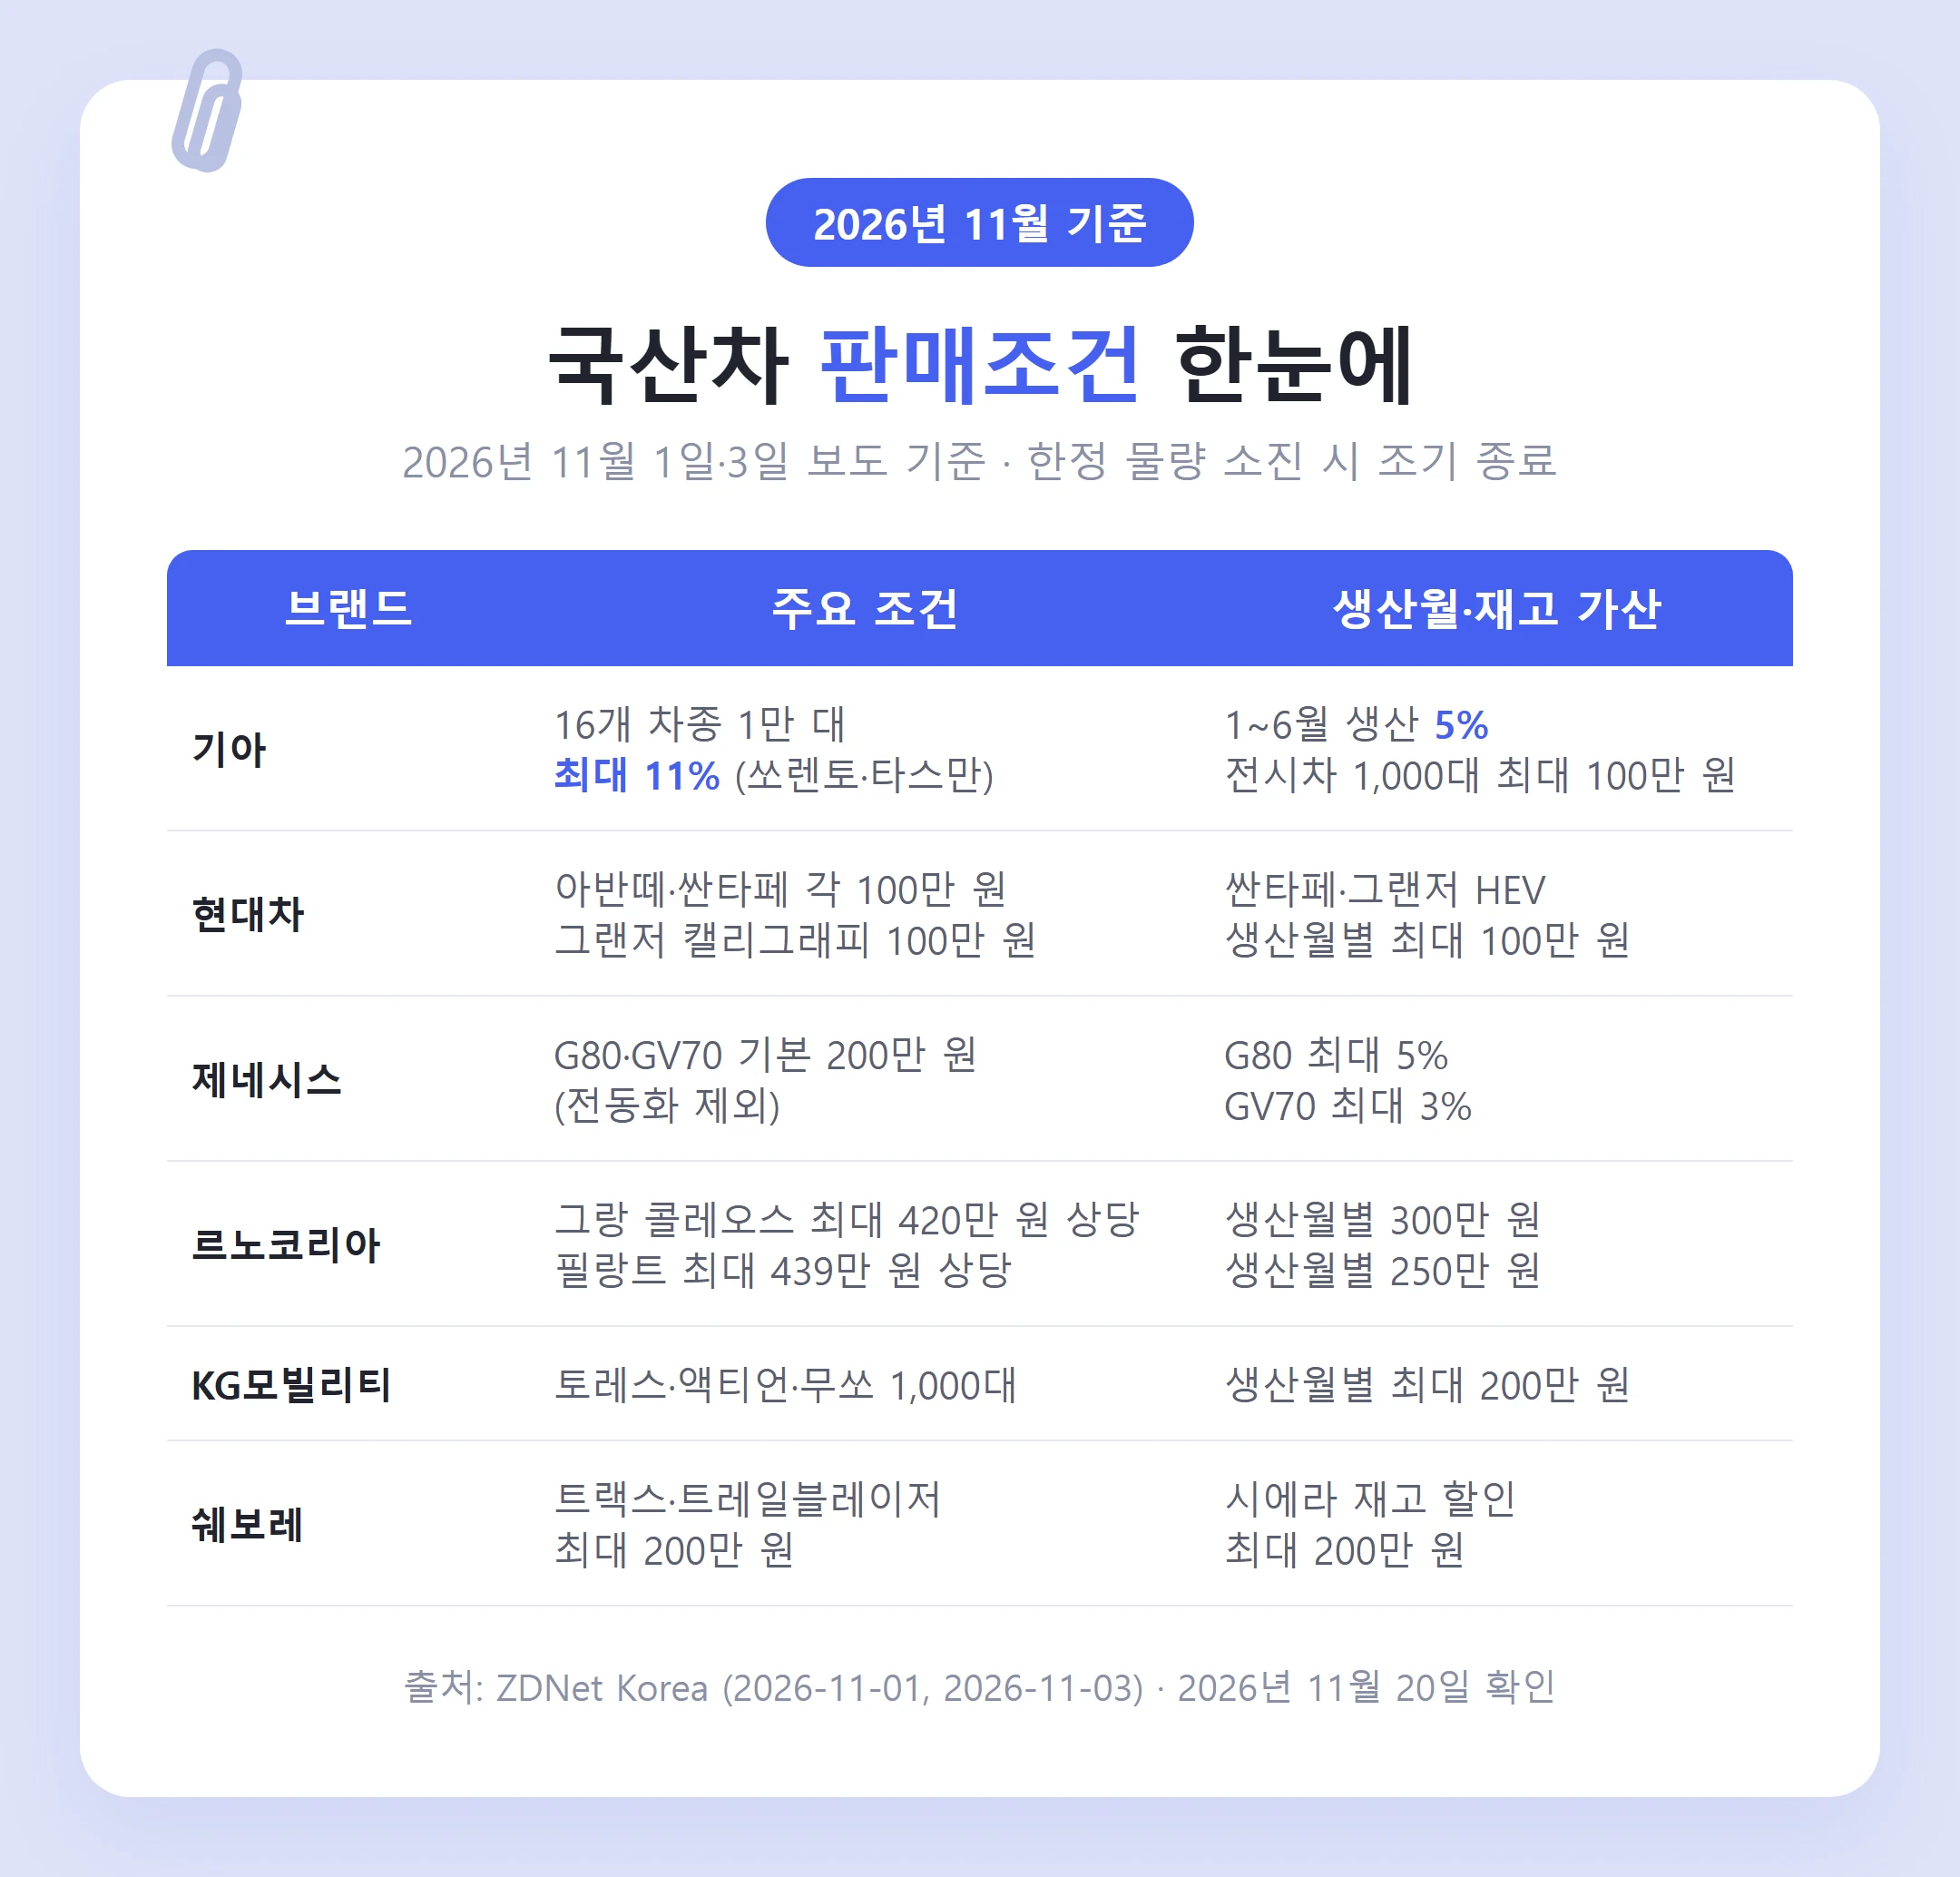 2026년 11월 기준
국산차 판매조건 한눈에
2026년 11월 1일·3일 보도 기준 · 한정 물량 소진 시 조기 종료
브랜드 주요 조건 생산월·재고 가산
기아
16개 차종 1만 대
최대 11% (쏘렌토·타스만)
1~6월 생산 5%
전시차 1,000대 최대 100만 원
현대차
아반떼·싼타페 각 100만 원
그랜저 캘리그래피 100만 원
싼타페·그랜저 HEV
생산월별 최대 100만 원
제네시스
G80·GV70 기본 200만 원
(전동화 제외)
G80 최대 5%
GV70 최대 3%
르노코리아
그랑 콜레오스 최대 420만 원 상당
필랑트 최대 439만 원 상당
생산월별 300만 원
생산월별 250만 원
KG모빌리티
토레스·액티언·무쏘 1,000대
생산월별 최대 200만 원
쉐보레
트랙스·트레일블레이저
최대 200만 원
시에라 재고 할인
최대 200만 원
출처: ZDNet Korea (2026-11-01, 2026-11-03) · 2026년 11월 20일 확인